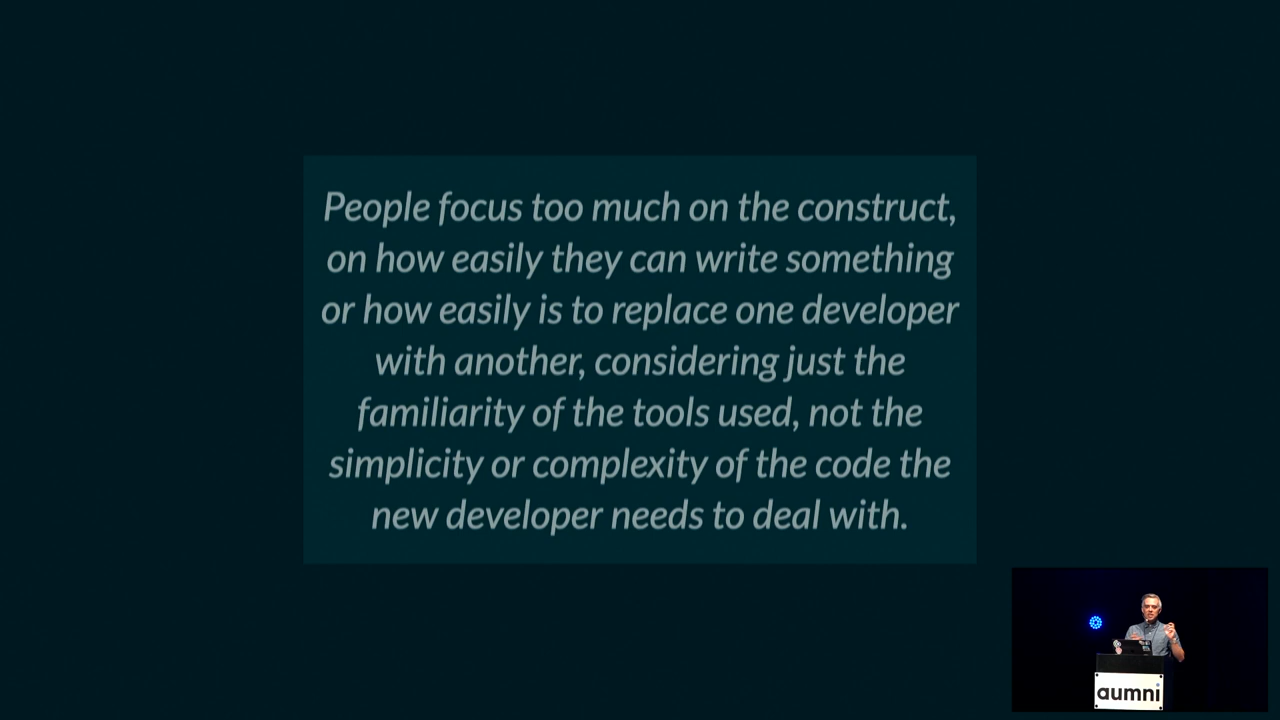 People focus too much on the construct,
on how easily they can write something
or how easily is to replace one developer
with another, considering just the
familiarity of the tools used, not the
simplicity or complexity of the code the
new developer needs to deal with.
aumni